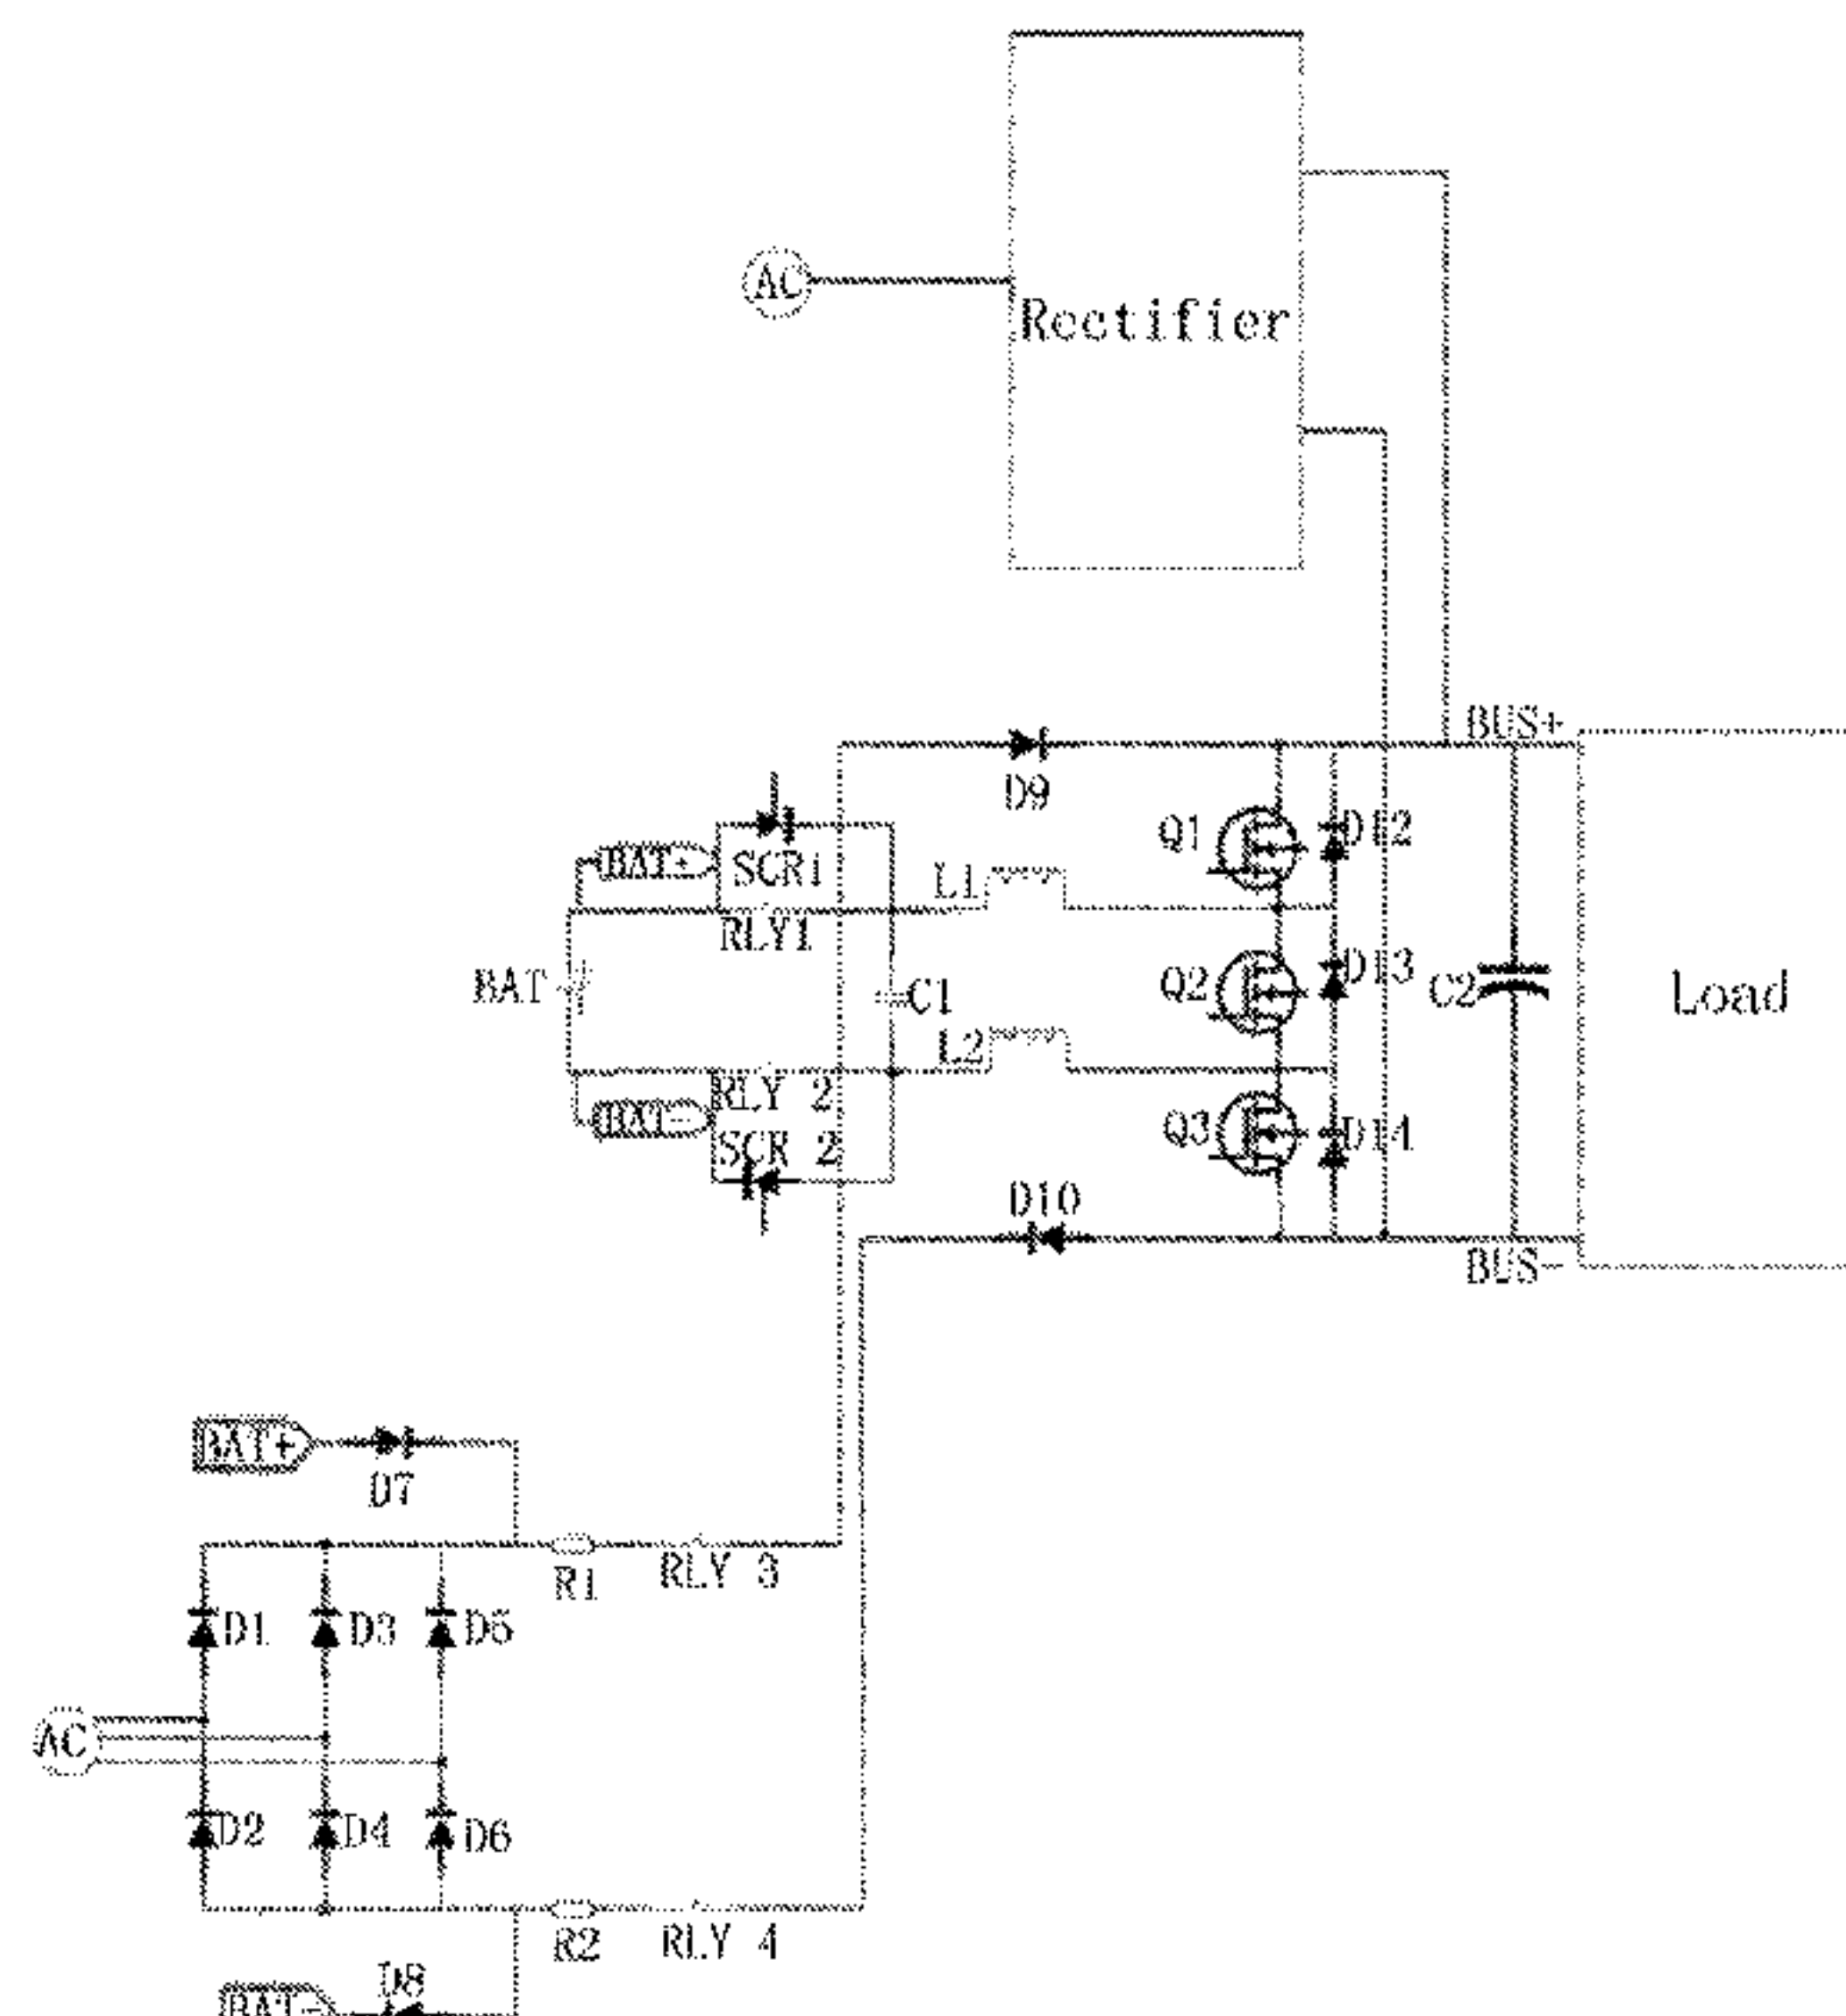 AC
Rectifier
BUS+
D9
Q1
D12
BAT+
SCR1
L1
RLY1
BAT
C1
Q2
D13
C2
Load
L2
RLY 2
BAT-
SCR 2
Q3
D14
D10
BUS-
BAT+
D7
R1
RLY 3
D1
D3
D5
AC
D2
D4
D6
R2
RLY 4
D8
BAT-